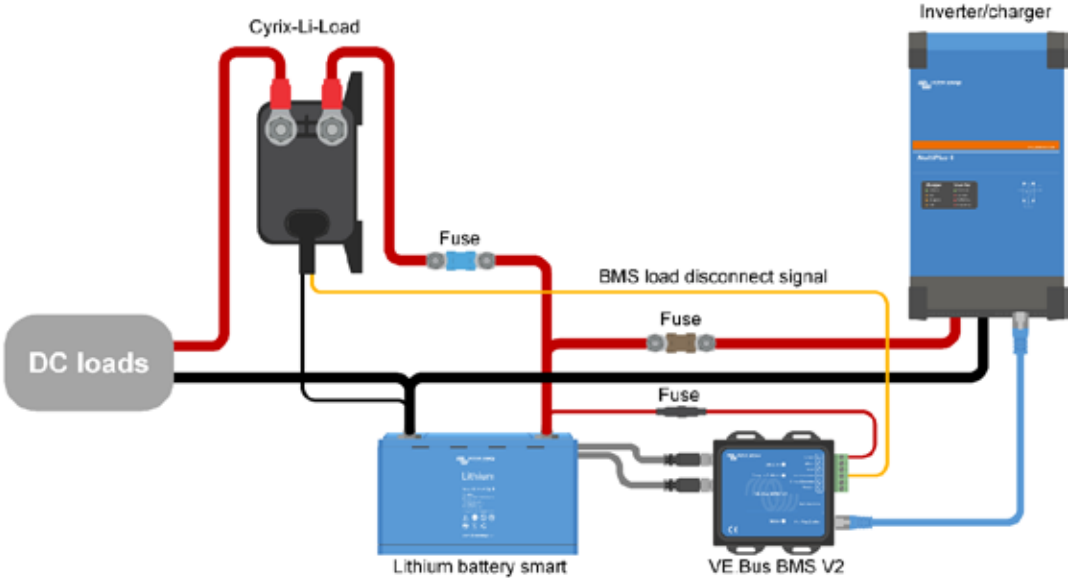 Cyrix-Li-Load
Inverter/charger
Fuse
BMS load disconnect signal
Fuse
DC loads
Fuse
Lithium
Lithium battery smart
VE.Bus BMS V2